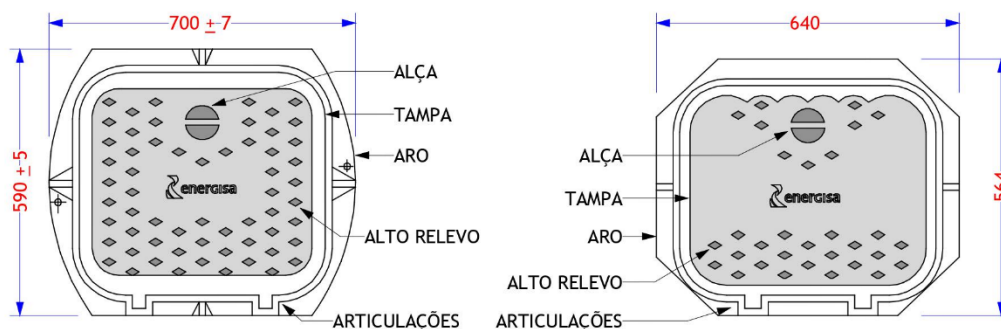 700 ± 7
590 ± 5
ALÇA
TAMPA
ARO
energisa
ALTO RELEVO
ARTICULAÇÕES
640
564
ALÇA
TAMPA
energisa
ARO
ALTO RELEVO
ARTICULAÇÕES